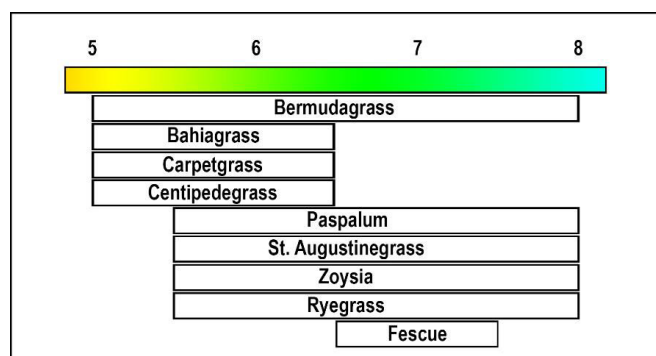 5 6 7 8
Bermudagrass
Bahiagrass
Carpetgrass
Centipedegrass
Paspalum
St. Augustinegrass
Zoysia
Ryegrass
Fescue